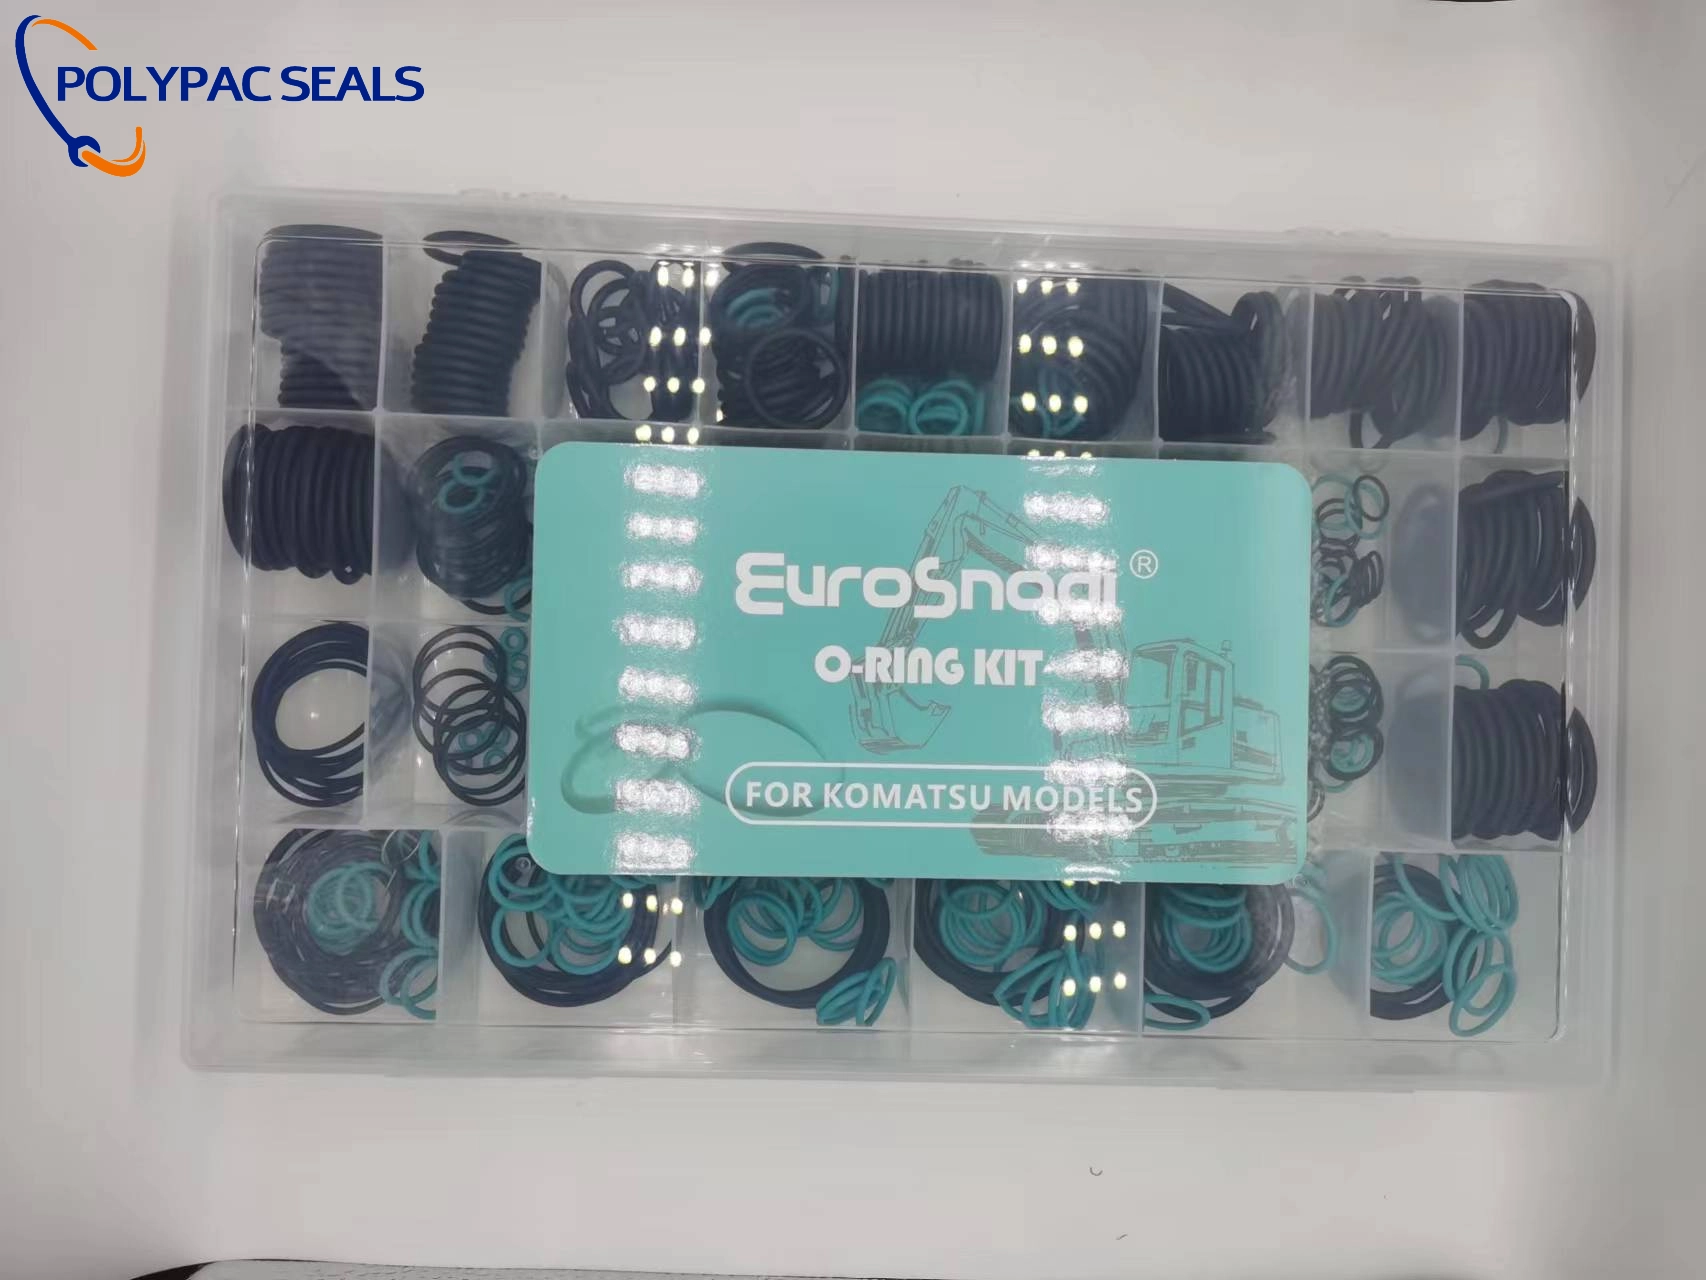 POLYPAC SEALS
EuroSnadi®
O-RING KIT
FOR KOMATSU MODELS